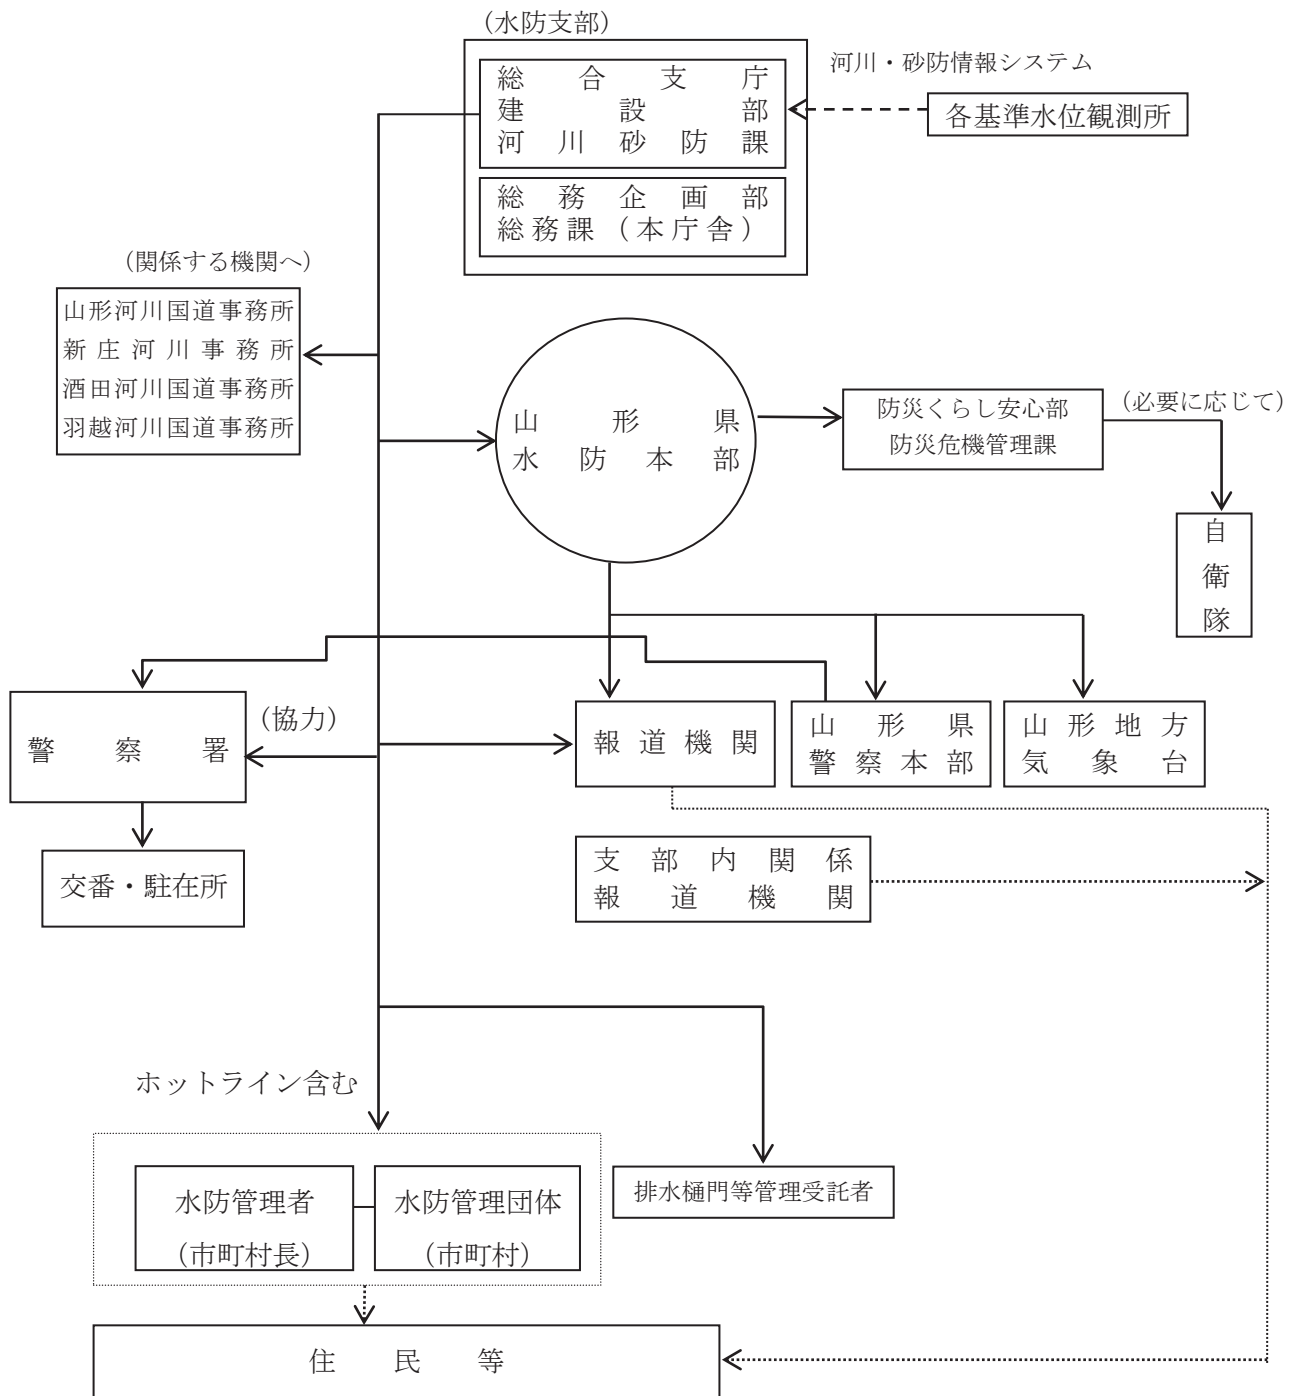 （水防支部）
総合支庁
建設部
河川砂防課
総務企画部
総務課（本庁舎）
河川・砂防情報システム
各基準水位観測所
（関係する機関へ）
山形河川国道事務所
新庄河川事務所
酒田河川国道事務所
羽越河川国道事務所
山形県
水防本部
防災くらし安心部
防災危機管理課
（必要に応じて）
自衛隊
警察署
（協力）
報道機関
山形県
警察本部
山形地方
気象台
交番・駐在所
支部内関係
報道機関
ホットライン含む
水防管理者
（市町村長）
水防管理団体
（市町村）
排水樋門等管理受託者
住民等